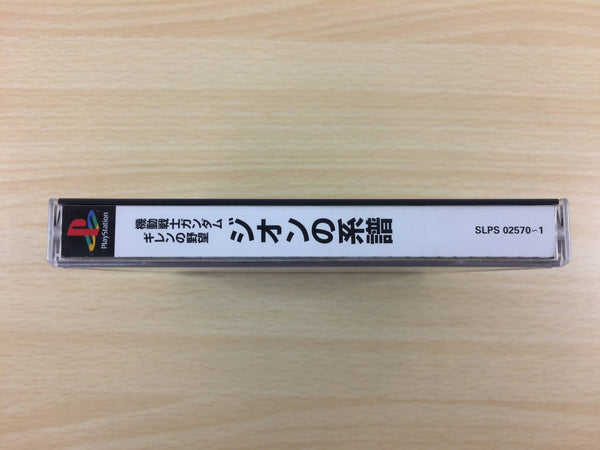 PlayStation
機動戦士ガンダム
ギレンの野望
ジオンの系譜
SLPS 02570~1